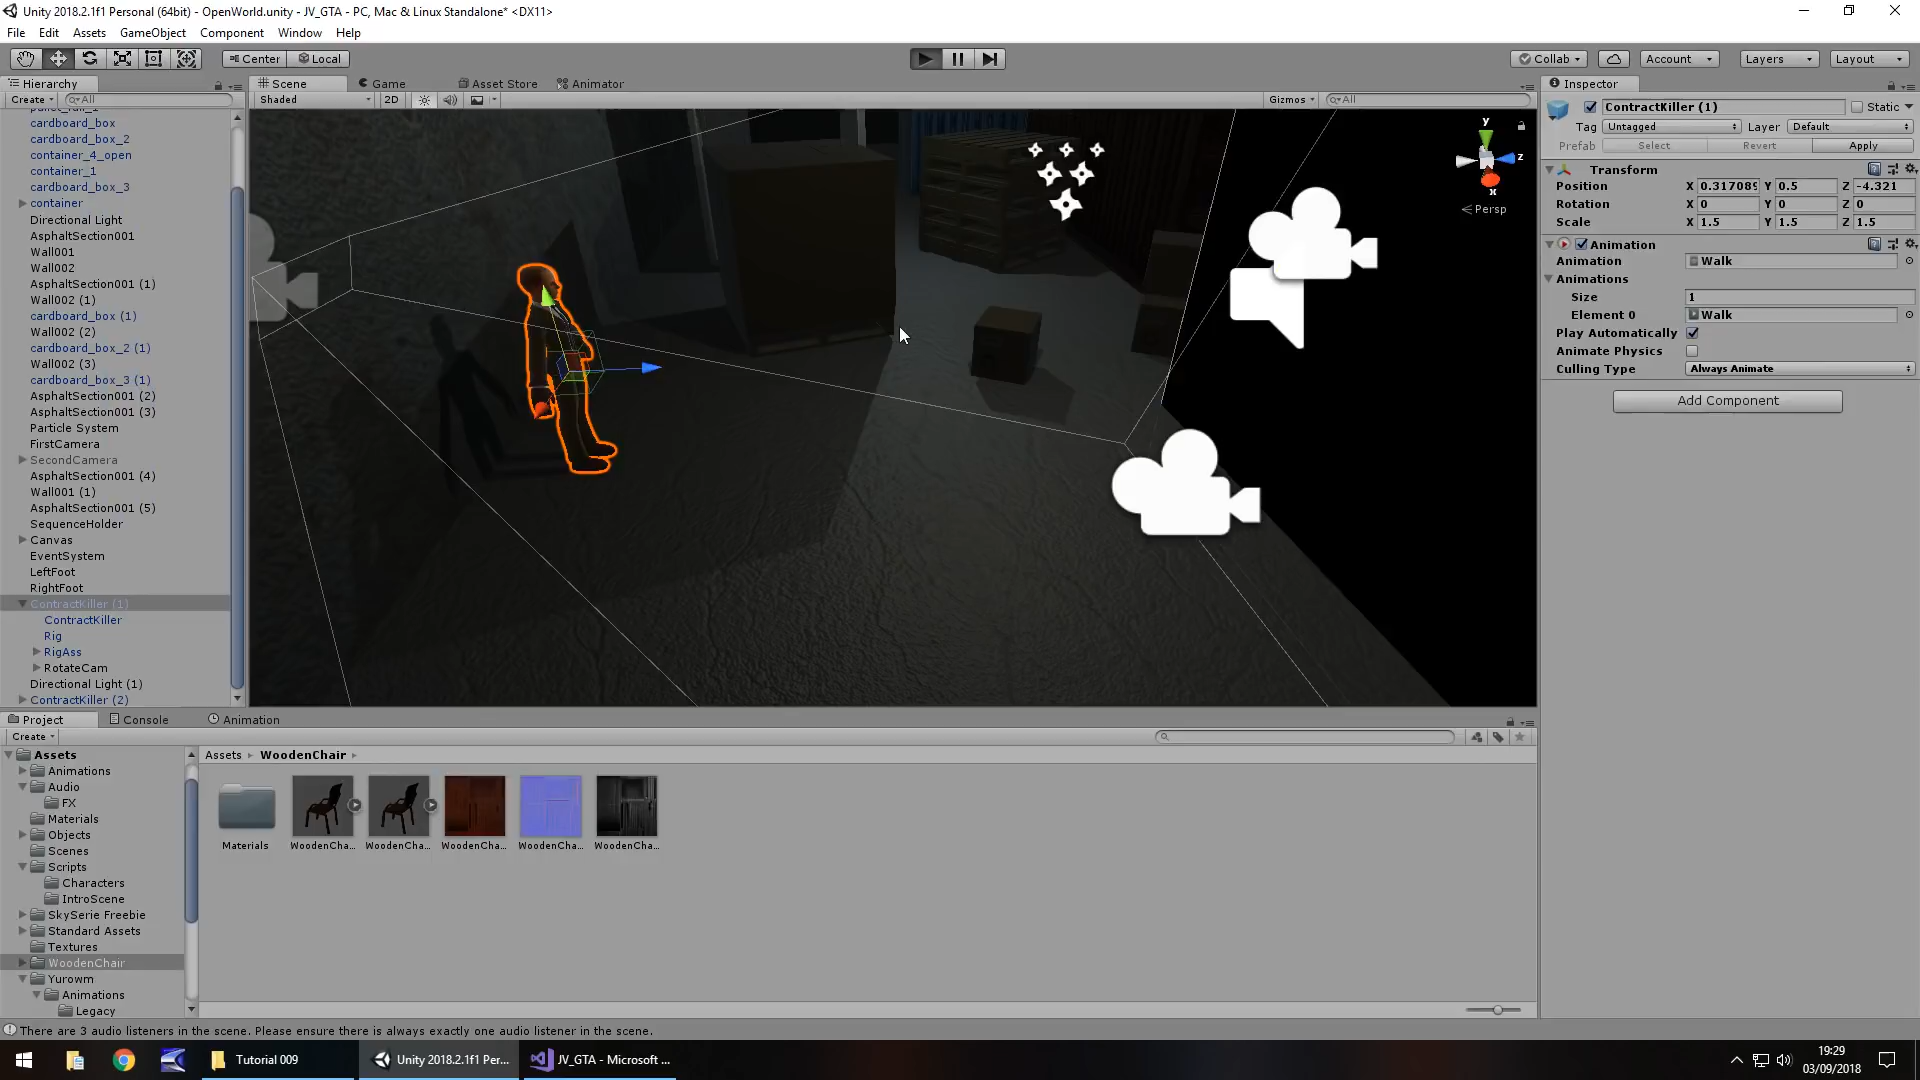 Unity 2018.2.1f1 Personal (64bit) - OpenWorld.unity - JV_GTA - PC, Mac & Linux Standalone* <DX11>
File Edit Assets GameObject Component Window Help
Center Local Collab Account Layers Layout
Hierarchy
Create All
cardboard_box
cardboard_box_2
container_4_open
container_1
cardboard_box_3
container
Directional Light
AsphaltSection001
Wall001
Wall002
AsphaltSection001 (1)
Wall002 (1)
cardboard_box (1)
Wall002 (2)
cardboard_box_2 (1)
Wall002 (3)
cardboard_box_3 (1)
AsphaltSection001 (2)
AsphaltSection001 (3)
Particle System
FirstCamera
SecondCamera
AsphaltSection001 (4)
Wall001 (1)
AsphaltSection001 (5)
SequenceHolder
Canvas
EventSystem
LeftFoot
RightFoot
ContractKiller (1)
ContractKiller
Rig
RigAss
RotateCam
Directional Light (1)
ContractKiller (2)
Scene Game Asset Store Animator
Shaded 2D Gizmos All
y
z
x
Persp
Inspector
ContractKiller (1) Static
Tag Untagged Layer Default
Prefab Select Revert Apply
Transform
Position X 0.317089 Y 0.5 Z -4.321
Rotation X 0 Y 0 Z 0
Scale X 1.5 Y 1.5 Z 1.5
Animation
Animation Walk
Animations
Size 1
Element 0 Walk
Play Automatically
Animate Physics
Culling Type Always Animate
Add Component
Project Console Animation
Create
Assets
Animations
Audio
FX
Materials
Objects
Scenes
Scripts
Characters
IntroScene
SkySerie Freebie
Standard Assets
Textures
WoodenChair
Yurowm
Animations
Legacy
Assets WoodenChair
Materials WoodenCha... WoodenCha... WoodenCha... WoodenCha... WoodenCha...
There are 3 audio listeners in the scene. Please ensure there is always exactly one audio listener in the scene.
Tutorial 009 Unity 2018.2.1f1 Per... JV_GTA - Microsoft ...
19:29
03/09/2018